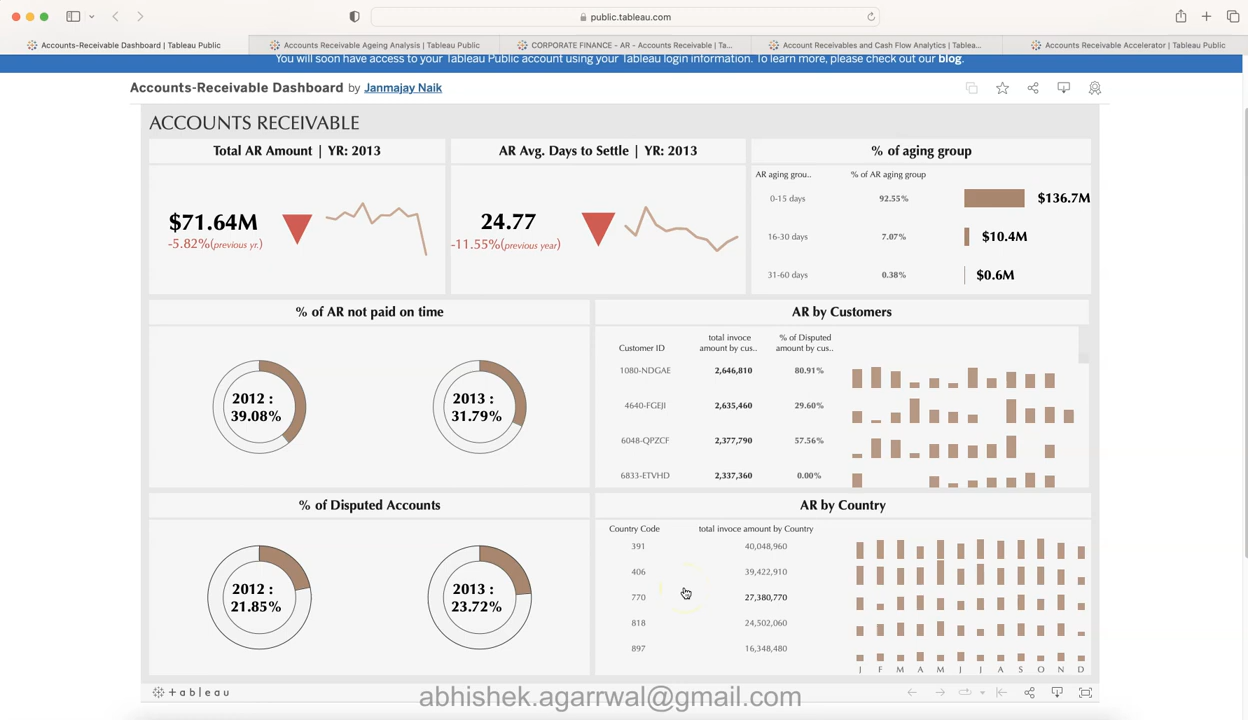 public.tableau.com
Accounts-Receivable Dashboard | Tableau Public
Accounts Receivable Ageing Analysis | Tableau Public
CORPORATE FINANCE - AR - Accounts Receivable | Ta...
Account Receivables and Cash Flow Analytics | Tablea...
Accounts Receivable Accelerator | Tableau Public
You will soon have access to your Tableau Public account using your Tableau login information. To learn more, please check out our blog.
Accounts-Receivable Dashboard by Janmajay Naik
ACCOUNTS RECEIVABLE
Total AR Amount | YR: 2013
$71.64M
-5.82%(previous yr.)
AR Avg. Days to Settle | YR: 2013
24.77
-11.55%(previous year)
% of aging group
AR aging grou.. % of AR aging group
0-15 days 92.55% $136.7M
16-30 days 7.07% $10.4M
31-60 days 0.38% $0.6M
% of AR not paid on time
2012 :
39.08%
2013 :
31.79%
AR by Customers
Customer ID
total invoce
amount by cus..
% of Disputed
amount by cus..
1080-NDGAE 2,646,810 80.91%
4640-FGEJI 2,635,460 29.60%
6048-QPZCF 2,377,790 57.56%
6833-ETVHD 2,337,360 0.00%
% of Disputed Accounts
2012 :
21.85%
2013 :
23.72%
AR by Country
Country Code total invoce amount by Country
391 40,048,960
406 39,422,910
770 27,380,770
818 24,502,060
897 16,348,480
J F M A M J J A S O N D
+ a b l e a u
abhishek.agarrwal@gmail.com